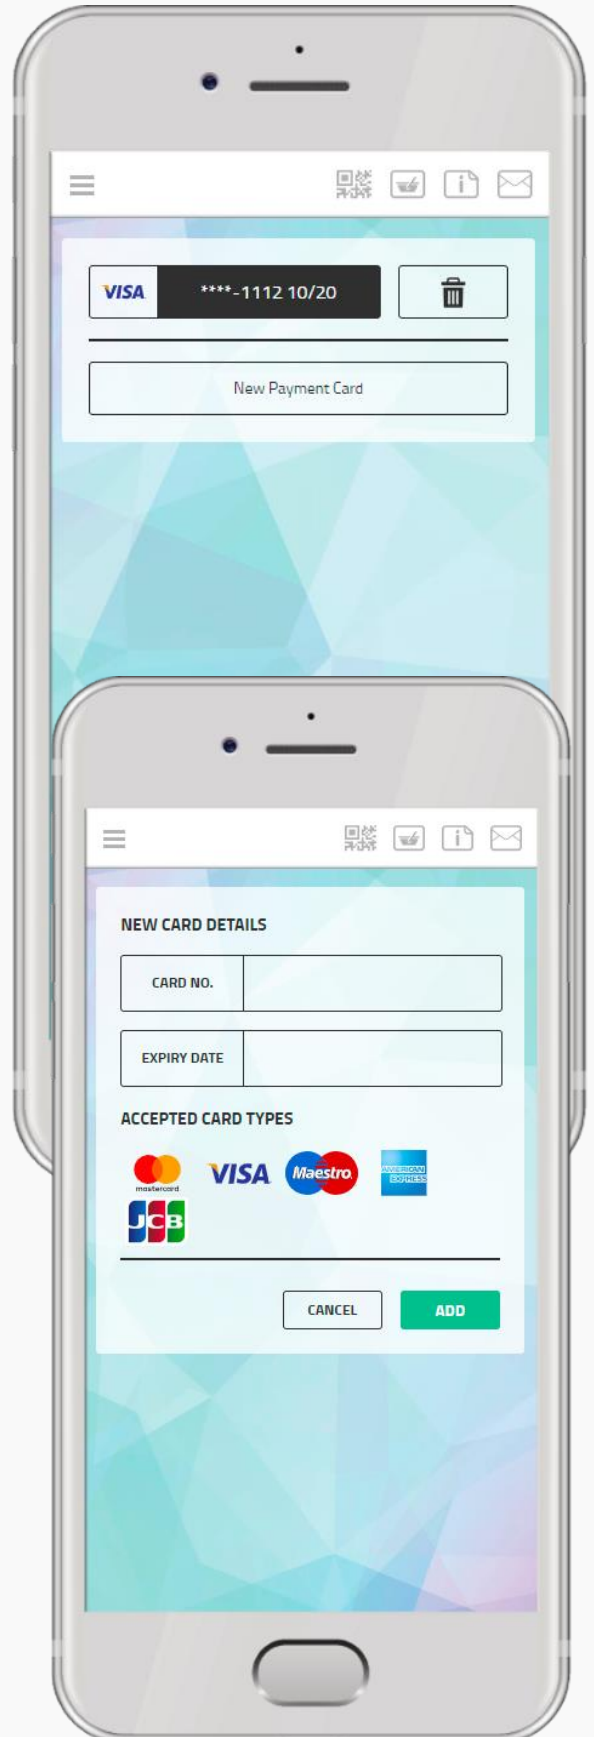 VISA ****-1112 10/20
New Payment Card
NEW CARD DETAILS
CARD NO.
EXPIRY DATE
ACCEPTED CARD TYPES
mastercard VISA Maestro AMERICAN EXPRESS
JCB
CANCEL ADD